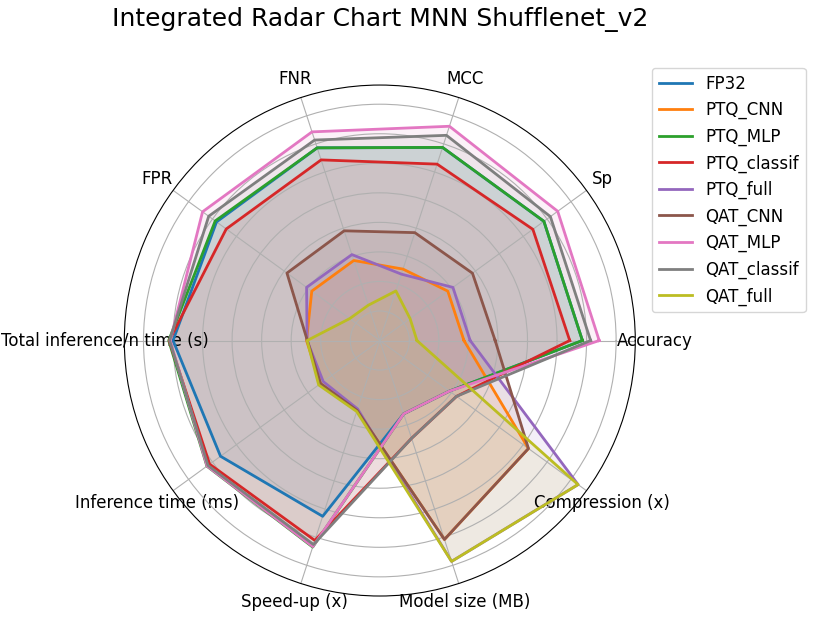 Integrated Radar Chart MNN Shufflenet_v2
FNR
MCC
FPR
Sp
Total inference/n time (s)
Accuracy
Inference time (ms)
Compression (x)
Speed-up (x)
Model size (MB)
FP32
PTQ_CNN
PTQ_MLP
PTQ_classif
PTQ_full
QAT_CNN
QAT_MLP
QAT_classif
QAT_full